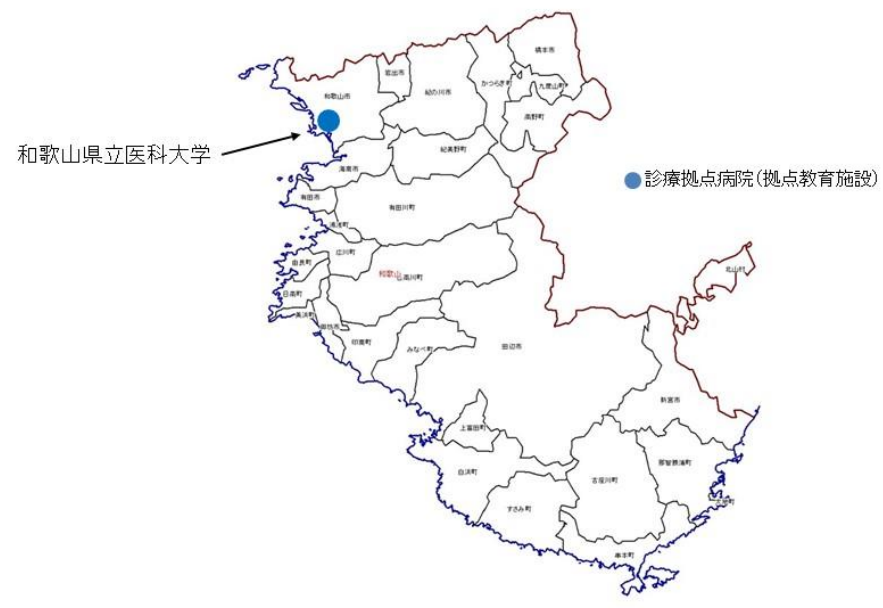 橋本市
岩出市
和歌山市
紀の川市
かつらぎ町
九度山町
高野町
和歌山県立医科大学
紀美野町
海南市
診療拠点病院(拠点教育施設)
有田市
有田川町
湯浅町
広川町
由良町
北山村
和歌山
日高川町
日高町
美浜町
御坊市
印南町
みなべ町
田辺市
新宮市
上富田町
白浜町
那智勝浦町
古座川町
太地町
すさみ町
串本町